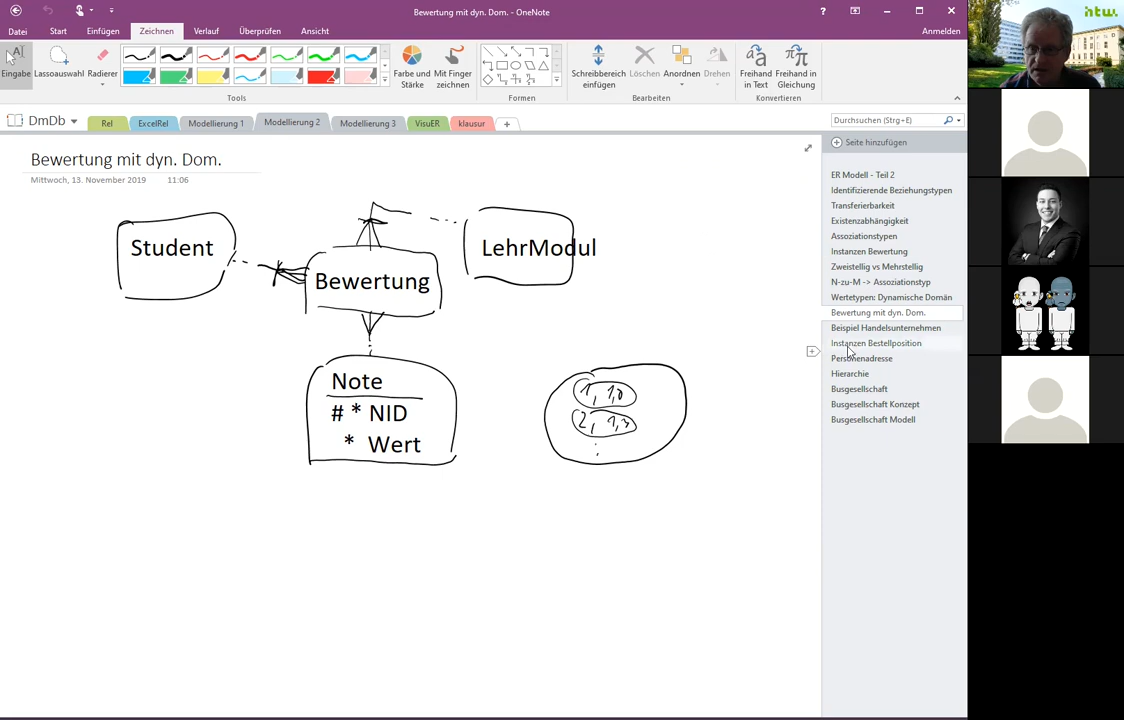 Bewertung mit dyn. Dom. - OneNote
?
Datei Start Einfügen Zeichnen Verlauf Überprüfen Ansicht
Anmelden
Eingabe Lassoauswahl Radierer
Farbe und Stärke
Mit Finger zeichnen
Schreibbereich einfügen
Löschen Anordnen Drehen
Freihand in Text
Freihand in Gleichung
Tools Formen Bearbeiten Konvertieren
DmDb Rel ExcelRel Modellierung 1 Modellierung 2 Modellierung 3 VisuER klausur +
Durchsuchen (Strg+E)
Seite hinzufügen
Bewertung mit dyn. Dom.
Mittwoch, 13. November 2019 11:06
Student
LehrModul
Bewertung
Note
# * NID
* Wert
1, 1,0
2, 1,3
ER Modell - Teil 2
Identifizierende Beziehungstypen
Transferierbarkeit
Existenzabhängigkeit
Assoziationstypen
Instanzen Bewertung
Zweistellig vs Mehrstellig
N-zu-M -> Assoziationtyp
Wertetypen: Dynamische Domän
Bewertung mit dyn. Dom.
Beispiel Handelsunternehmen
Instanzen Bestellposition
Personenadresse
Hierarchie
Busgesellschaft
Busgesellschaft Konzept
Busgesellschaft Modell
htw.